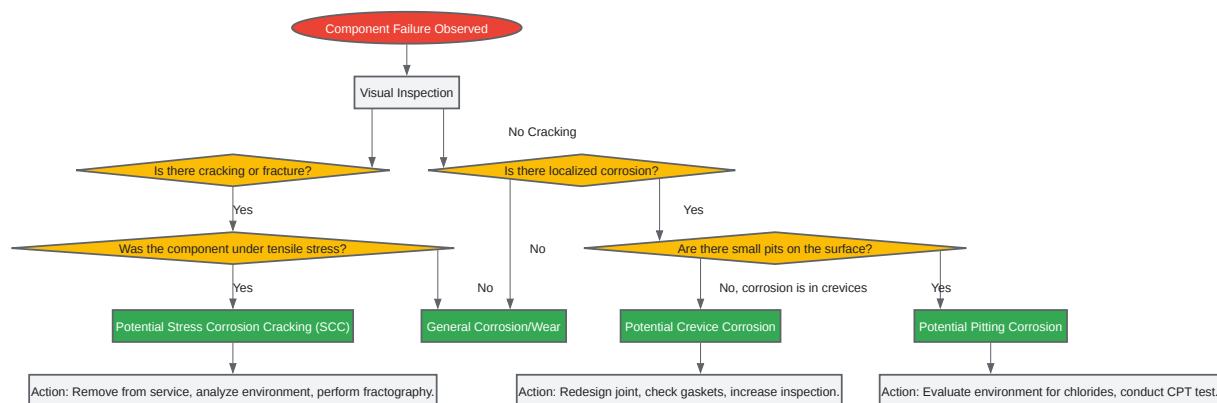 Component Failure Observed
Visual Inspection
No Cracking
Is there cracking or fracture?
Is there localized corrosion?
Yes
Yes
Was the component under tensile stress?
No
Are there small pits on the surface?
Yes
No
No, corrosion is in crevices
Yes
Potential Stress Corrosion Cracking (SCC)
General Corrosion/Wear
Potential Crevice Corrosion
Potential Pitting Corrosion
Action: Remove from service, analyze environment, perform fractography.
Action: Redesign joint, check gaskets, increase inspection.
Action: Evaluate environment for chlorides, conduct CPT test.